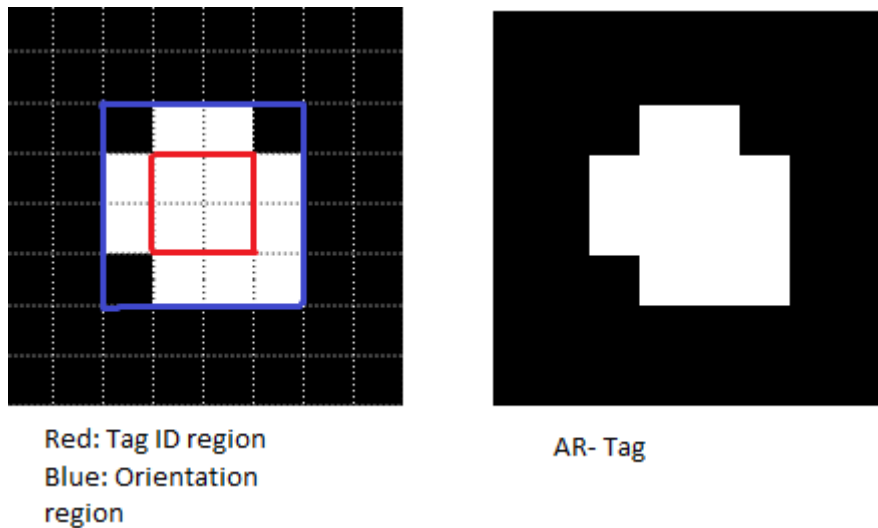 Red: Tag ID region
Blue: Orientation
region
AR- Tag